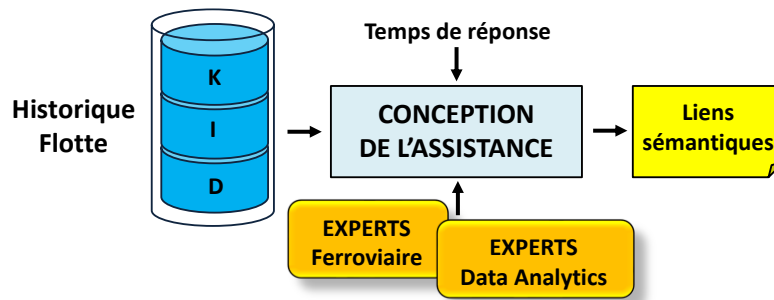 Temps de réponse
Historique
Flotte
K
I
D
CONCEPTION
DE L'ASSISTANCE
Liens
sémantiques
EXPERTS
Ferroviaire
EXPERTS
Data Analytics